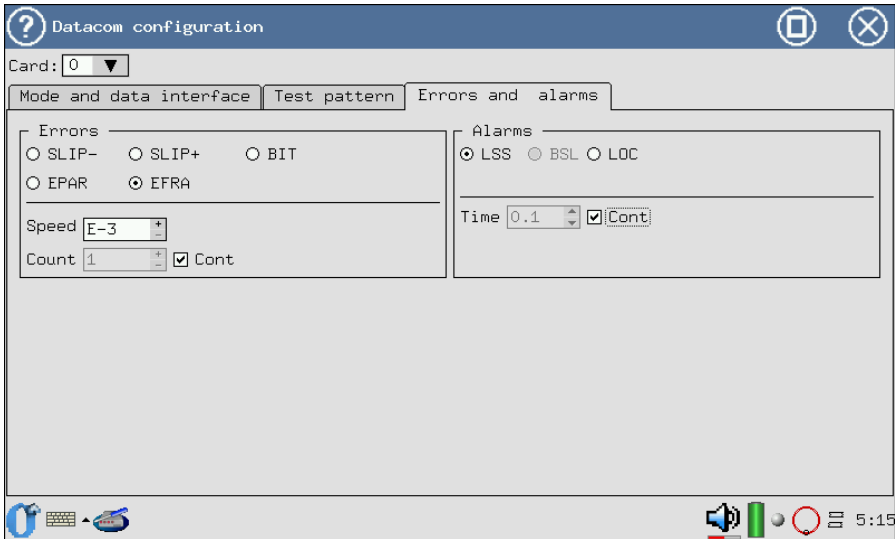 Datacom configuration
Card: 0
Mode and data interface Test pattern Errors and alarms
Errors
SLIP- SLIP+ BIT
EPAR EFRA
Speed E-3
Count 1 Cont
Alarms
LSS BSL LOC
Time 0.1 Cont
5:15